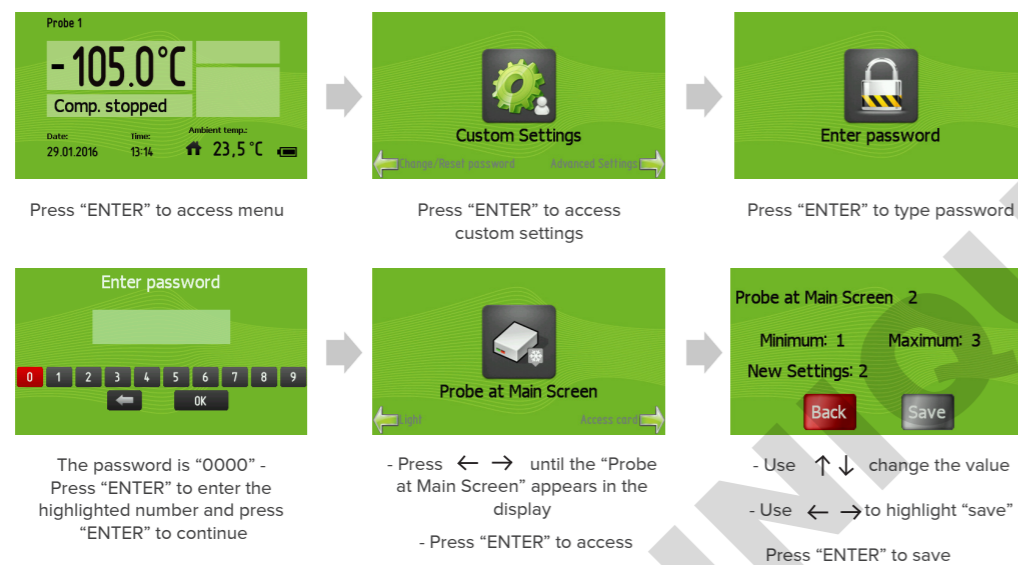 Probe 1
- 105.0°C
Comp. stopped
Date:
Time:
Ambient temp.:
29.01.2016
13:14
23,5°C
Press “ENTER” to access menu
Custom Settings
Change/Reset password
Advanced Settings
Press “ENTER” to access
custom settings
Enter password
Press “ENTER” to type password
Enter password
0 1 2 3 4 5 6 7 8 9
OK
The password is “0000” -
Press “ENTER” to enter the
highlighted number and press
“ENTER” to continue
Probe at Main Screen
Light
Access card
- Press ← → until the “Probe
at Main Screen” appears in the
display
- Press “ENTER” to access
Probe at Main Screen 2
Minimum: 1 Maximum: 3
New Settings: 2
Back Save
- Use ↑ ↓ change the value
- Use ← → to highlight “save”
Press “ENTER” to save
NIQU